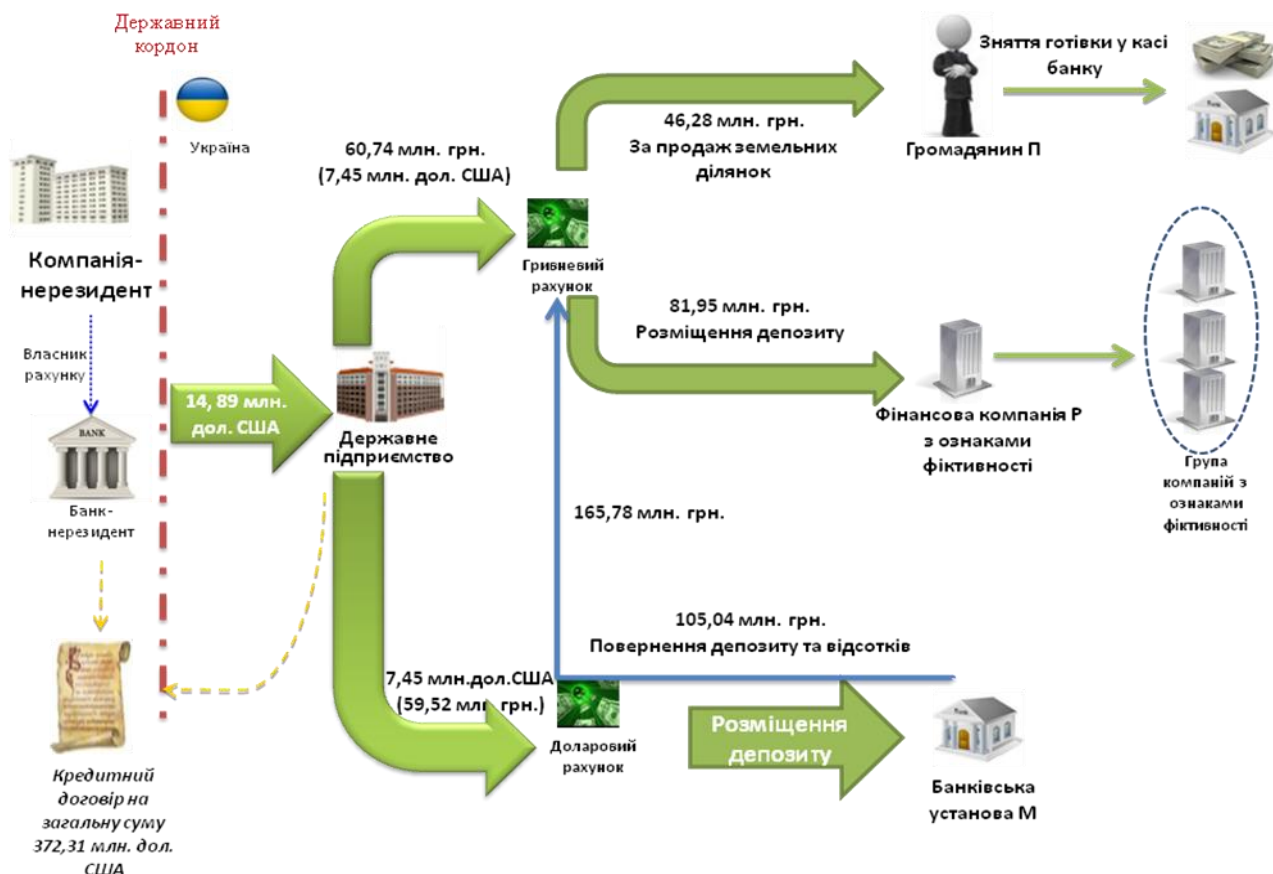 Державний
кордон
Україна
Компанія-
нерезидент
Власник
рахунку
BANK
Банк-
нерезидент
Кредитний
договір на
загальну суму
372,31 млн. дол.
США
14, 89 млн.
дол. США
Державне
підприємство
60,74 млн. грн.
(7,45 млн. дол. США)
Гривневий
рахунок
46,28 млн. грн.
За продаж земельних
ділянок
Громадянин П
Зняття готівки у касі
банку
Bank
81,95 млн. грн.
Розміщення депозиту
Фінансова компанія Р
з ознаками
фіктивності
Група
компаній з
ознаками
фіктивності
165,78 млн. грн.
105,04 млн. грн.
Повернення депозиту та відсотків
7,45 млн.дол.США
(59,52 млн. грн.)
Доларовий
рахунок
Розміщення
депозиту
Bank
Банківська
установа М